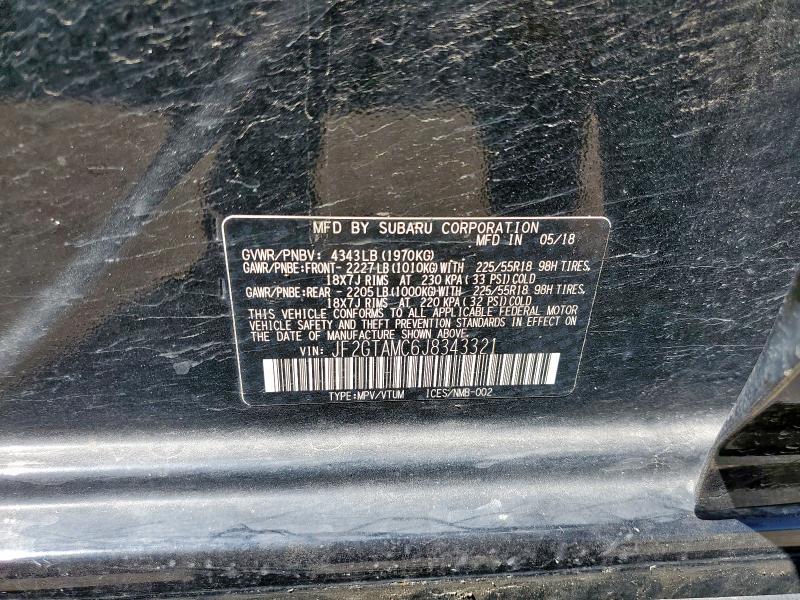 MFD BY SUBARU CORPORATION
MFD IN 05/18
GVWR/PNBV: 4343LB (1970KG)
GAWR/PNBE:FRONT- 2227LB (1010KG) WITH 225/55R18 98H TIRES,
18X7J RIMS AT 230 KPA (33 PSI) COLD
GAWR/PNBE:REAR - 2205LB (1000KG) WITH 225/55R18 98H TIRES,
18X7J RIMS AT 220 KPA (32 PSI) COLD
THIS VEHICLE CONFORMS TO ALL APPLICABLE FEDERAL MOTOR
VEHICLE SAFETY AND THEFT PREVENTION STANDARDS IN EFFECT ON
THE DATE OF MANUFACTURE SHOWN ABOVE.
VIN: JF2GTAMC6J8343321
TYPE:MPV/VTUM ICES/NMB-002